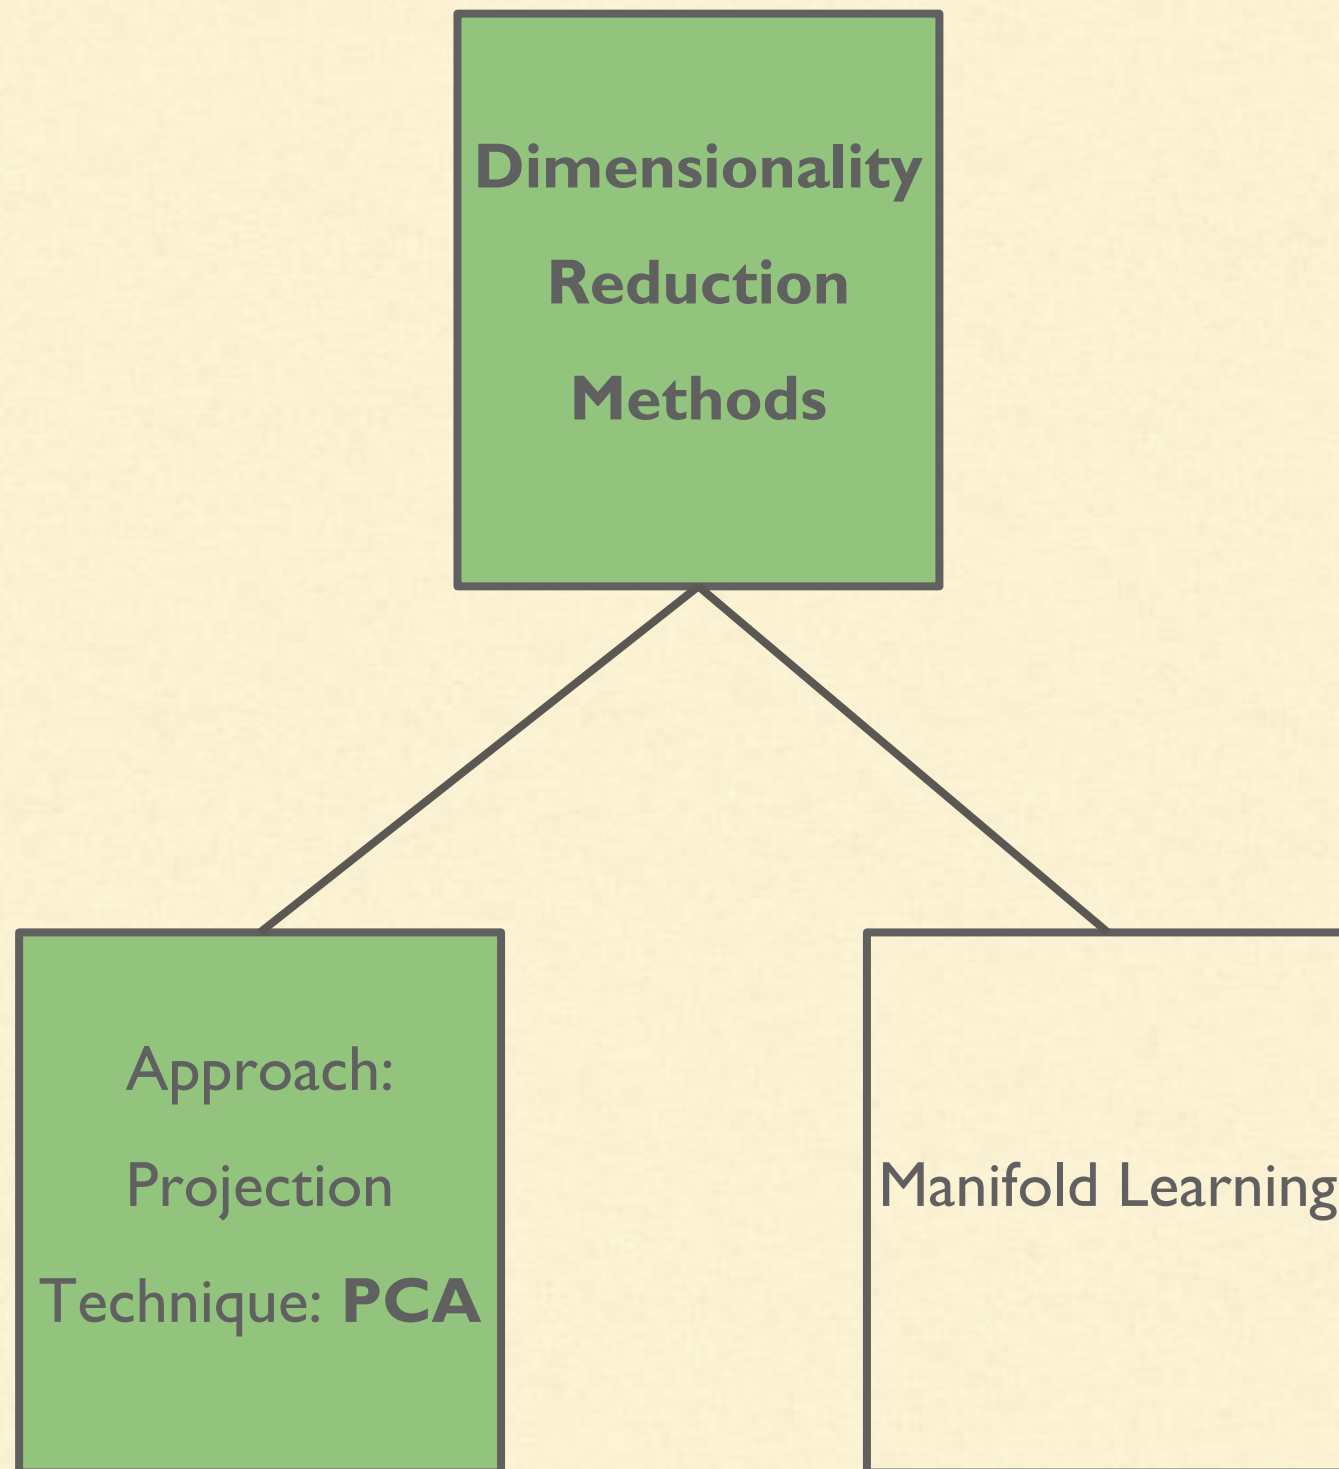 Dimensionality
Reduction
Methods
Approach:
Projection
Technique: PCA
Manifold Learning